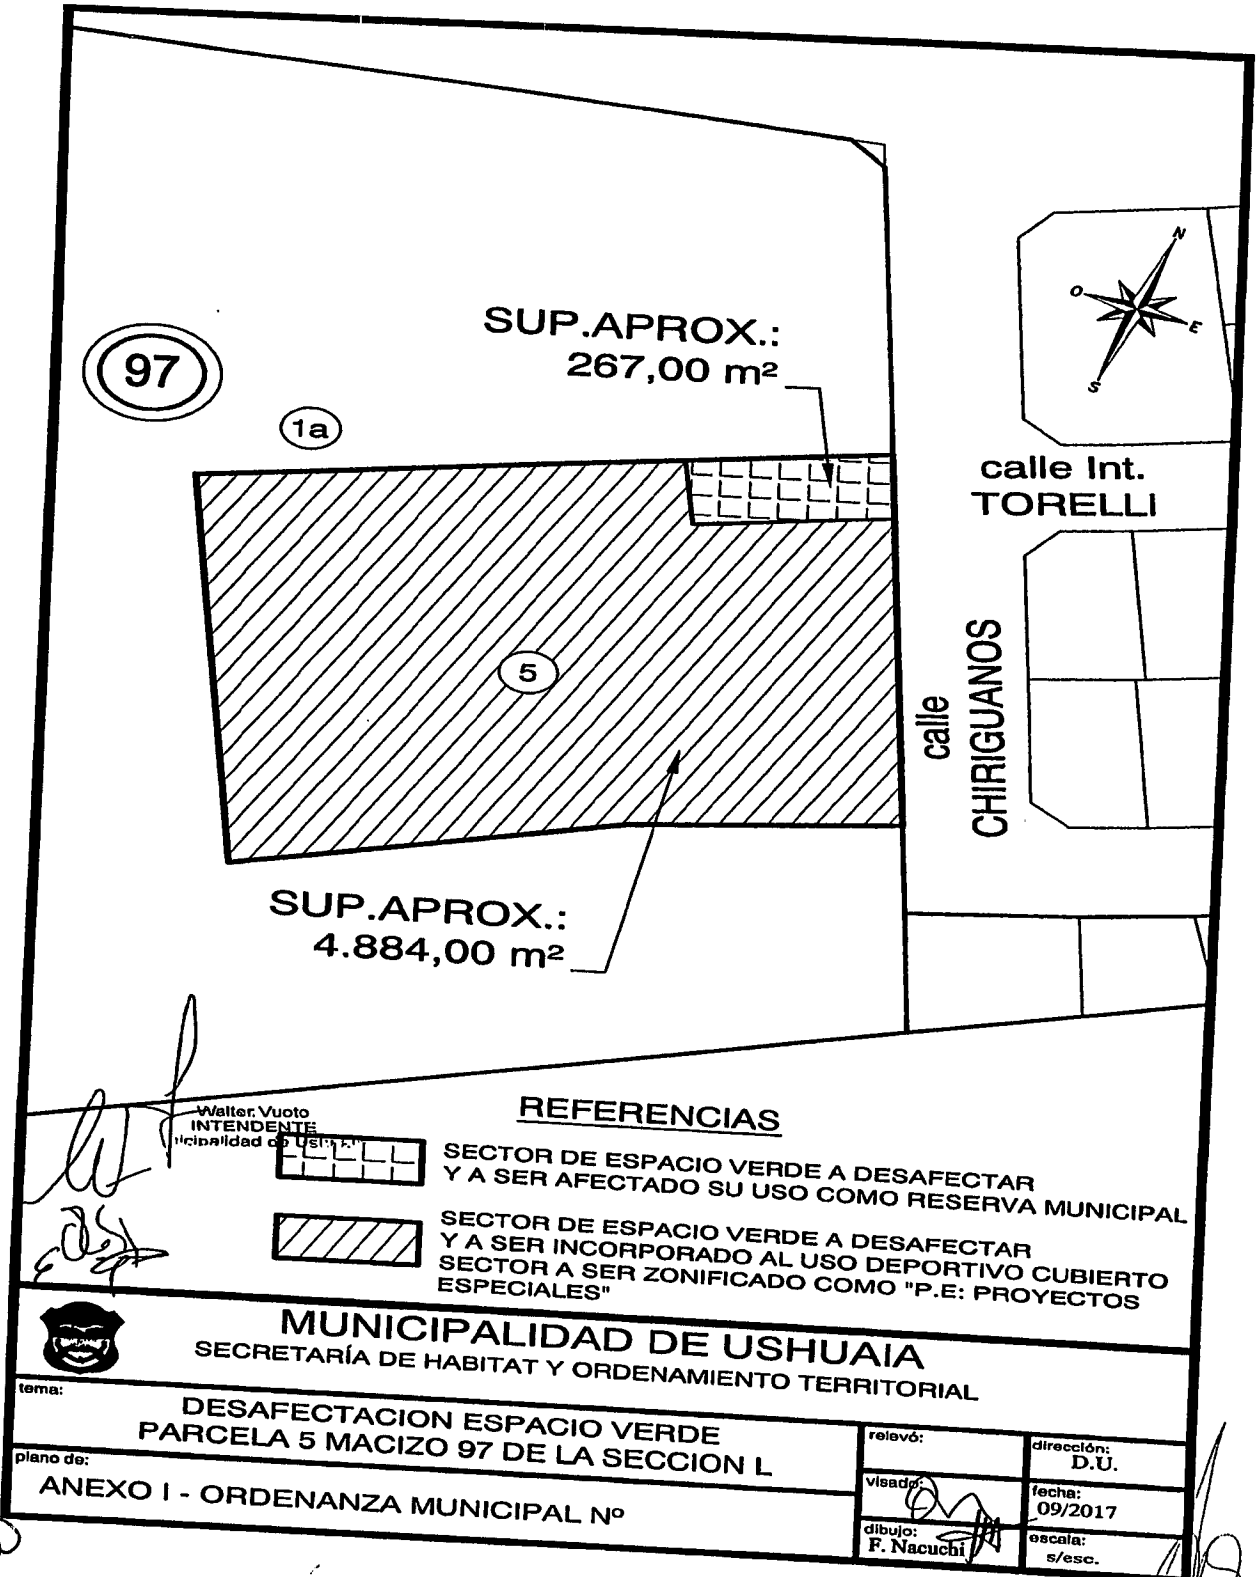 N
O
E
S
SUP.APROX.:
267,00 m²
97
1a
calle Int.
TORELLI
5
calle
CHIRIGUANOS
SUP.APROX.:
4.884,00 m²
Walter Vuoto
INTENDENTE
REFERENCIAS
SECTOR DE ESPACIO VERDE A DESAFECTAR
Y A SER AFECTADO SU USO COMO RESERVA MUNICIPAL
SECTOR DE ESPACIO VERDE A DESAFECTAR
Y A SER INCORPORADO AL USO DEPORTIVO CUBIERTO
SECTOR A SER ZONIFICADO COMO "P.E: PROYECTOS
ESPECIALES"
MUNICIPALIDAD DE USHUAIA
SECRETARÍA DE HABITAT Y ORDENAMIENTO TERRITORIAL
tema:
DESAFECTACION ESPACIO VERDE
PARCELA 5 MACIZO 97 DE LA SECCION L
plano de:
ANEXO I - ORDENANZA MUNICIPAL Nº
relevó:
dirección:
D.U.
visado:
fecha:
09/2017
dibujo:
F. Nacuchi
escala:
s/esc.